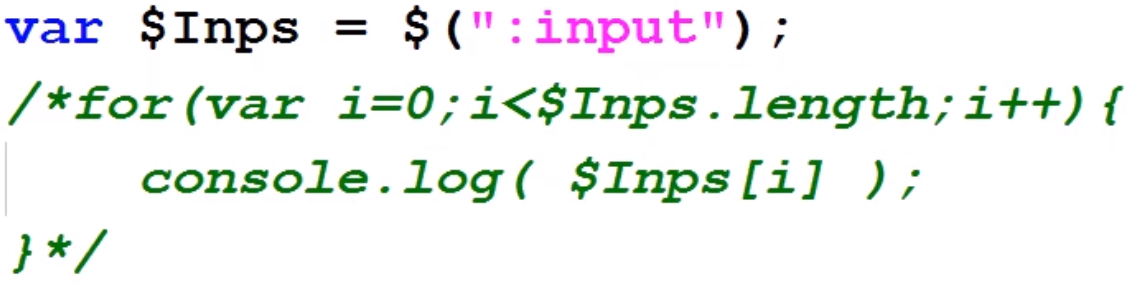 var $Inps = $(":input");
/*for(var i=0;i<$Inps.length;i++){
    console.log( $Inps[i] );
}*/